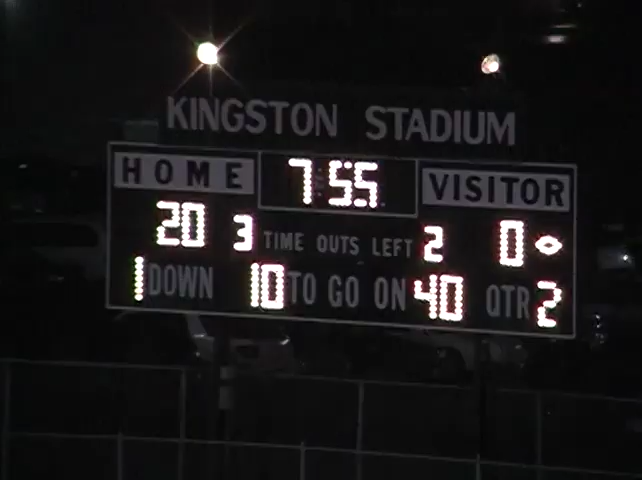 KINGSTON STADIUM
HOME 7:55 VISITOR
20 3 TIME OUTS LEFT 2 0
1 DOWN 10 TO GO ON 40 QTR 2